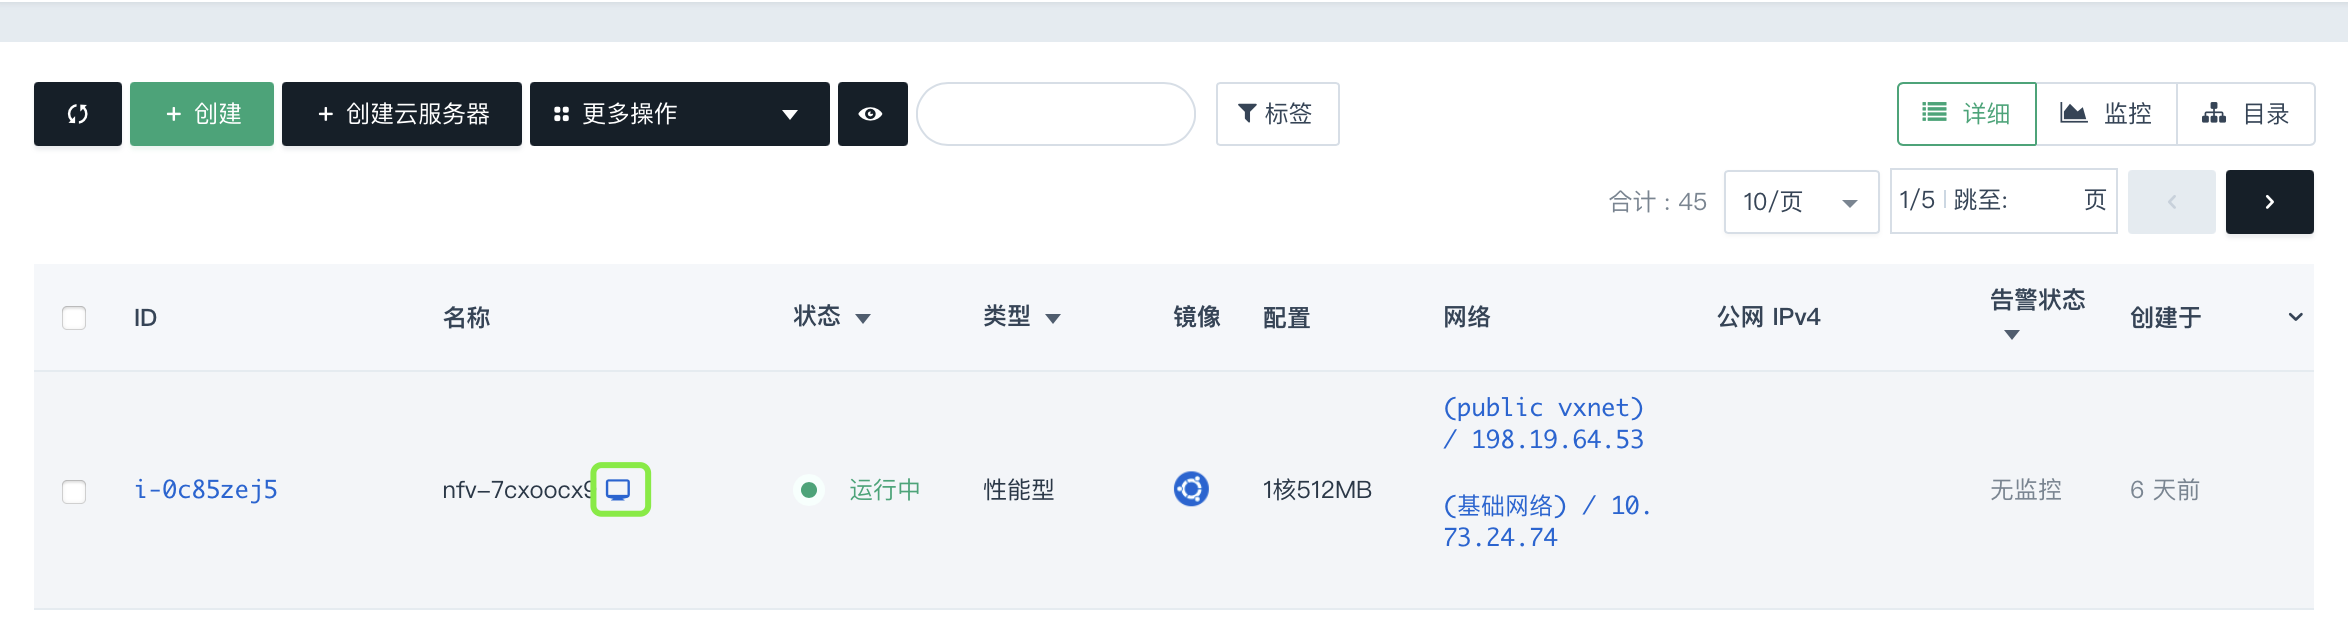 + 创建
+ 创建云服务器
更多操作
标签
详细
监控
目录
合计：45
10/页
1/5 跳至: 页
ID
名称
状态
类型
镜像
配置
网络
公网 IPv4
告警状态
创建于
i-0c85zej5
nfv-7cxoocx9
运行中
性能型
1核512MB
(public vxnet)
/ 198.19.64.53
(基础网络) / 10.
73.24.74
无监控
6 天前